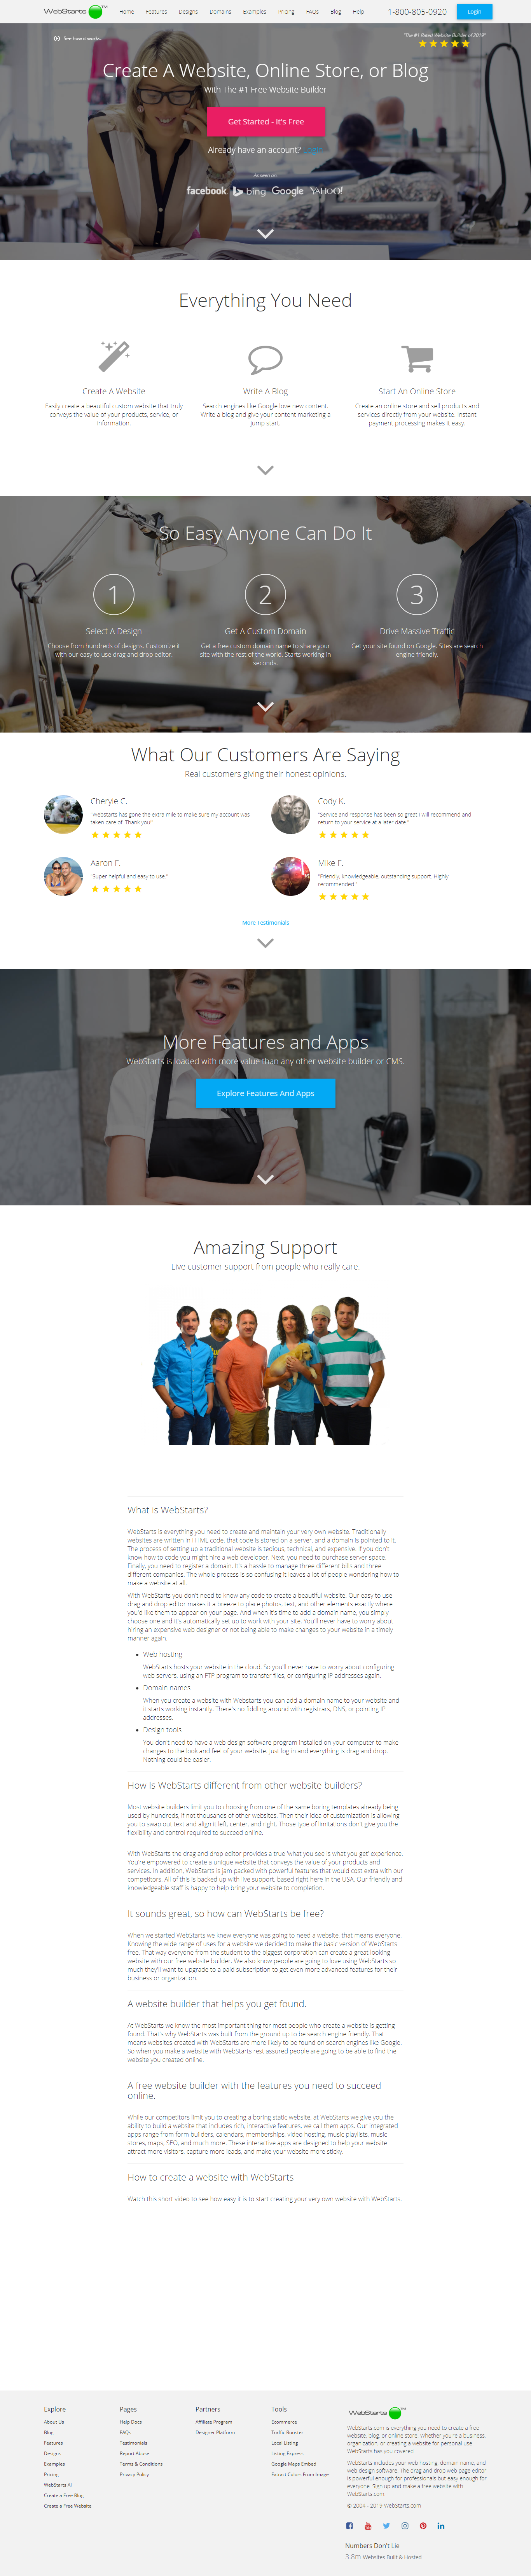 WebStarts™ Home Features Designs Domains Examples Pricing FAQs Blog Help 1-800-805-0920 Login
See how it works.
"The #1 Rated Website Builder of 2019"
Create A Website, Online Store, or Blog
With The #1 Free Website Builder
Get Started - It's Free
Already have an account?
As seen on:
facebook bing Google YAHOO!
Everything You Need
Create A Website
Easily create a beautiful custom website that truly
conveys the value of your products, service, or
information.
Write A Blog
Search engines like Google love new content.
Write a blog and give your content marketing a
jump start.
Start An Online Store
Create an online store and sell products and
services directly from your website. Instant
payment processing makes it easy.
So Easy Anyone Can Do It
1
Select A Design
Choose from hundreds of designs. Customize it
with our easy to use drag and drop editor.
2
Get A Custom Domain
Get a free custom domain name to share your
site with the rest of the world. Starts working in
seconds.
3
Drive Massive Traffic
Get your site found on Google. Sites are search
engine friendly.
What Our Customers Are Saying
Real customers giving their honest opinions.
Cheryle C.
"Webstarts has gone the extra mile to make sure my account was
taken care of. Thank you."
Cody K.
"Service and response has been so great I will recommend and
return to your service at a later date."
Aaron F.
"Super helpful and easy to use."
Mike F.
"Friendly, knowledgeable, outstanding support. Highly
recommended."
More Testimonials
More Features and Apps
WebStarts is loaded with more value than any other website builder or CMS.
Explore Features And Apps
Amazing Support
Live customer support from people who really care.
What is WebStarts?
WebStarts is everything you need to create and maintain your very own website. Traditionally
websites are written in HTML code, that code is stored on a server, and a domain is pointed to it.
The process of setting up a traditional website is tedious, technical, and expensive. If you don't
know how to code you might hire a web developer. Next, you need to purchase server space.
Finally, you need to register a domain. It's a hassle to manage three different bills and three
different companies. The whole process is so confusing it leaves a lot of people wondering how to
make a website at all.
With WebStarts you don't need to know any code to create a beautiful website. Our easy to use
drag and drop editor makes it a breeze to place photos, text, and other elements exactly where
you'd like them to appear on your page. And when it's time to add a domain name, you simply
choose one and it's automatically set up to work with your site. You'll never have to worry about
hiring an expensive web designer or not being able to make changes to your website in a timely
manner again.
• Web hosting
WebStarts hosts your website in the cloud. So you'll never have to worry about configuring
web servers, using an FTP program to transfer files, or configuring IP addresses again.
• Domain names
When you create a website with Webstarts you can add a domain name to your website and
it starts working instantly. There's no fiddling around with registrars, DNS, or pointing IP
addresses.
• Design tools
You don't need to have a web design software program installed on your computer to make
changes to the look and feel of your website. Just log in and everything is drag and drop.
Nothing could be easier.
How Is WebStarts different from other website builders?
Most website builders limit you to choosing from one of the same boring templates already being
used by hundreds, if not thousands of other websites. Then their idea of customization is allowing
you to swap out text and align it left, center, and right. Those type of limitations don't give you the
flexibility and control required to succeed online.
With WebStarts the drag and drop editor provides a true 'what you see is what you get' experience.
You're empowered to create a unique website that conveys the value of your products and
services. In addition, WebStarts is jam packed with powerful features that would cost extra with our
competitors. All of this is backed up with live support, based right here in the USA. Our friendly and
knowledgeable staff is happy to help bring your website to completion.
It sounds great, so how can WebStarts be free?
When we started WebStarts we knew everyone was going to need a website, that means everyone.
Knowing the wide range of uses for a website we decided to make the basic version of WebStarts
free. That way everyone from the student to the biggest corporation can create a great looking
website with our free website builder. We also know people are going to love using WebStarts so
much they'll want to upgrade to a paid subscription to get even more advanced features for their
business or organization.
A website builder that helps you get found.
At WebStarts we know the most important thing for most people who create a website is getting
found. That's why WebStarts was built from the ground up to be search engine friendly. That
means websites created with WebStarts are more likely to be found on search engines like Google.
So when you make a website with WebStarts rest assured people are going to be able to find the
website you created online.
A free website builder with the features you need to succeed
online.
While our competitors limit you to creating a boring static website, at WebStarts we give you the
ability to build a website that includes rich, interactive features, we call them apps. Our integrated
apps range from form builders, calendars, memberships, video hosting, music playlists, music
stores, maps, SEO, and much more. These interactive apps are designed to help your website
attract more visitors, capture more leads, and make your website more sticky.
How to create a website with WebStarts
Watch this short video to see how easy it is to start creating your very own website with WebStarts.
Explore
About Us
Blog
Features
Designs
Examples
Pricing
WebStarts AI
Create a Free Blog
Create a Free Website
Pages
Help Docs
FAQs
Testimonials
Report Abuse
Terms & Conditions
Privacy Policy
Partners
Affiliate Program
Designer Platform
Tools
Ecommerce
Traffic Booster
Local Listing
Listing Express
Google Maps Embed
Extract Colors From Image
WebStarts™
WebStarts.com is everything you need to create a free
website, blog, or online store. Whether you're a business,
organization, or creating a website for personal use
WebStarts has you covered.
WebStarts includes your web hosting, domain name, and
web design software. The drag and drop web page editor
is powerful enough for professionals but easy enough for
everyone. Sign up and make a free website with
WebStarts.com.
© 2004 - 2019 WebStarts.com
Numbers Don't Lie
3.8m Websites Built & Hosted